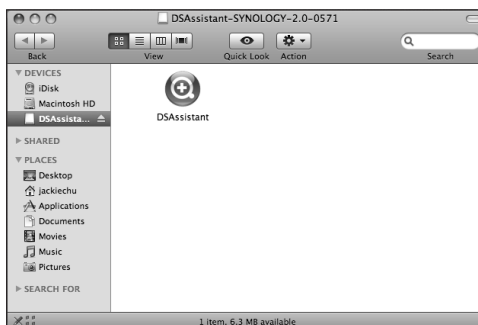 DSAssistant-SYNOLOGY-2.0-0571
Back
View
Quick Look
Action
Search
DEVICES
iDisk
Macintosh HD
DSAssista...
SHARED
PLACES
Desktop
jackiechu
Applications
Documents
Movies
Music
Pictures
SEARCH FOR
DSAssistant
1 item, 6.3 MB available